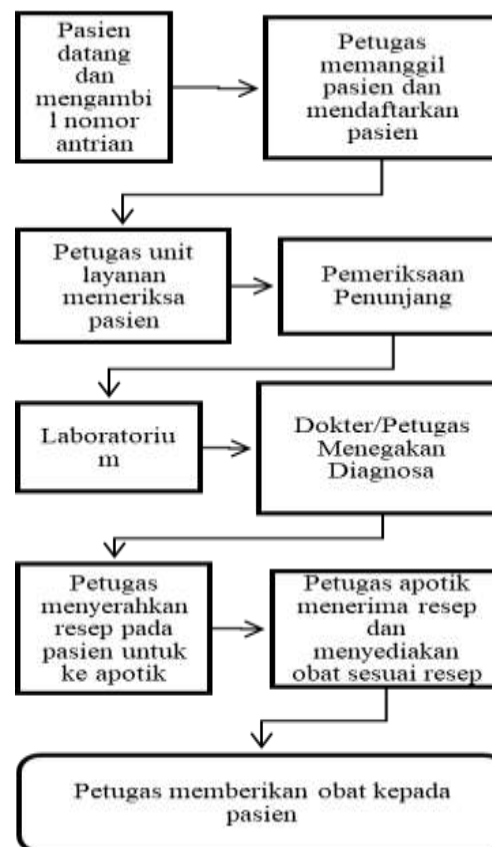 Pasien
datang
dan
mengambi
l nomor
antrian
Petugas
memanggil
pasien dan
mendaftarkan
pasien
Petugas unit
layanan
memeriksa
pasien
Pemeriksaan
Penunjang
Laboratoriu
m
Dokter/Petugas
Menegakan
Diagnosa
Petugas
menyerahkan
resep pada
pasien untuk
ke apotik
Petugas apotik
menerima resep
dan
menyediakan
obat sesuai resep
Petugas memberikan obat kepada
pasien